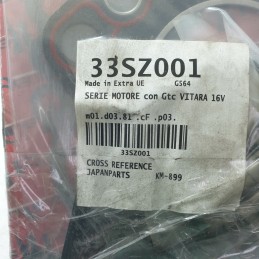 33SZ001
Made in Extra UE GS64
SERIE MOTORE con Gtc VITARA 16V
m01.d03.81 .cF .p03.
33SZ001
CROSS REFERENCE
JAPANPARTS KM-899